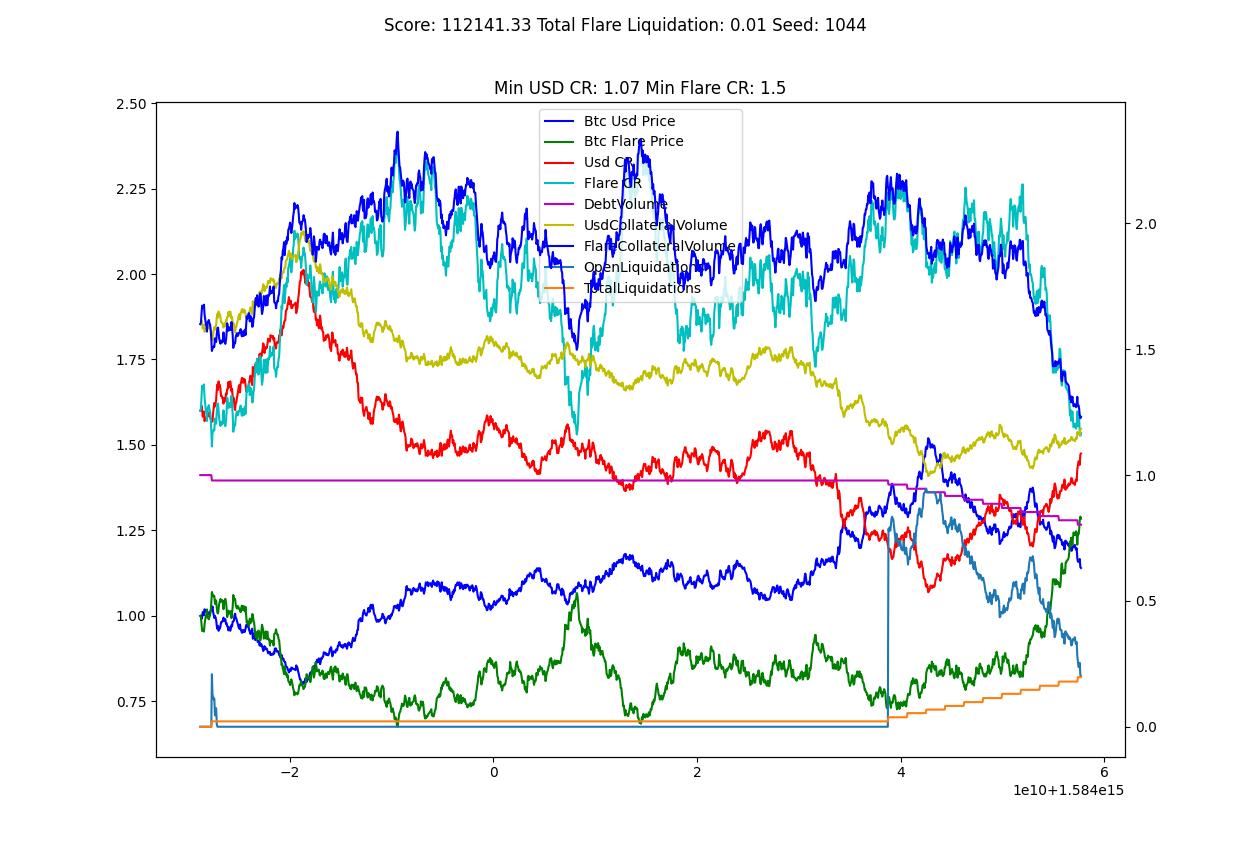 Score: 112141.33 Total Flare Liquidation: 0.01 Seed: 1044
Min USD CR: 1.07 Min Flare CR: 1.5
Btc Usd Price
Btc Flare Price
Usd CR
Flare CR
DebtVolume
UsdCollateralVolume
FlareCollateralVolume
OpenLiquidations
TotalLiquidations
2.50
2.25
2.00
1.75
1.50
1.25
1.00
0.75
2.0
1.5
1.0
0.5
0.0
−2
0
2
4
6
1e10+1.584e15